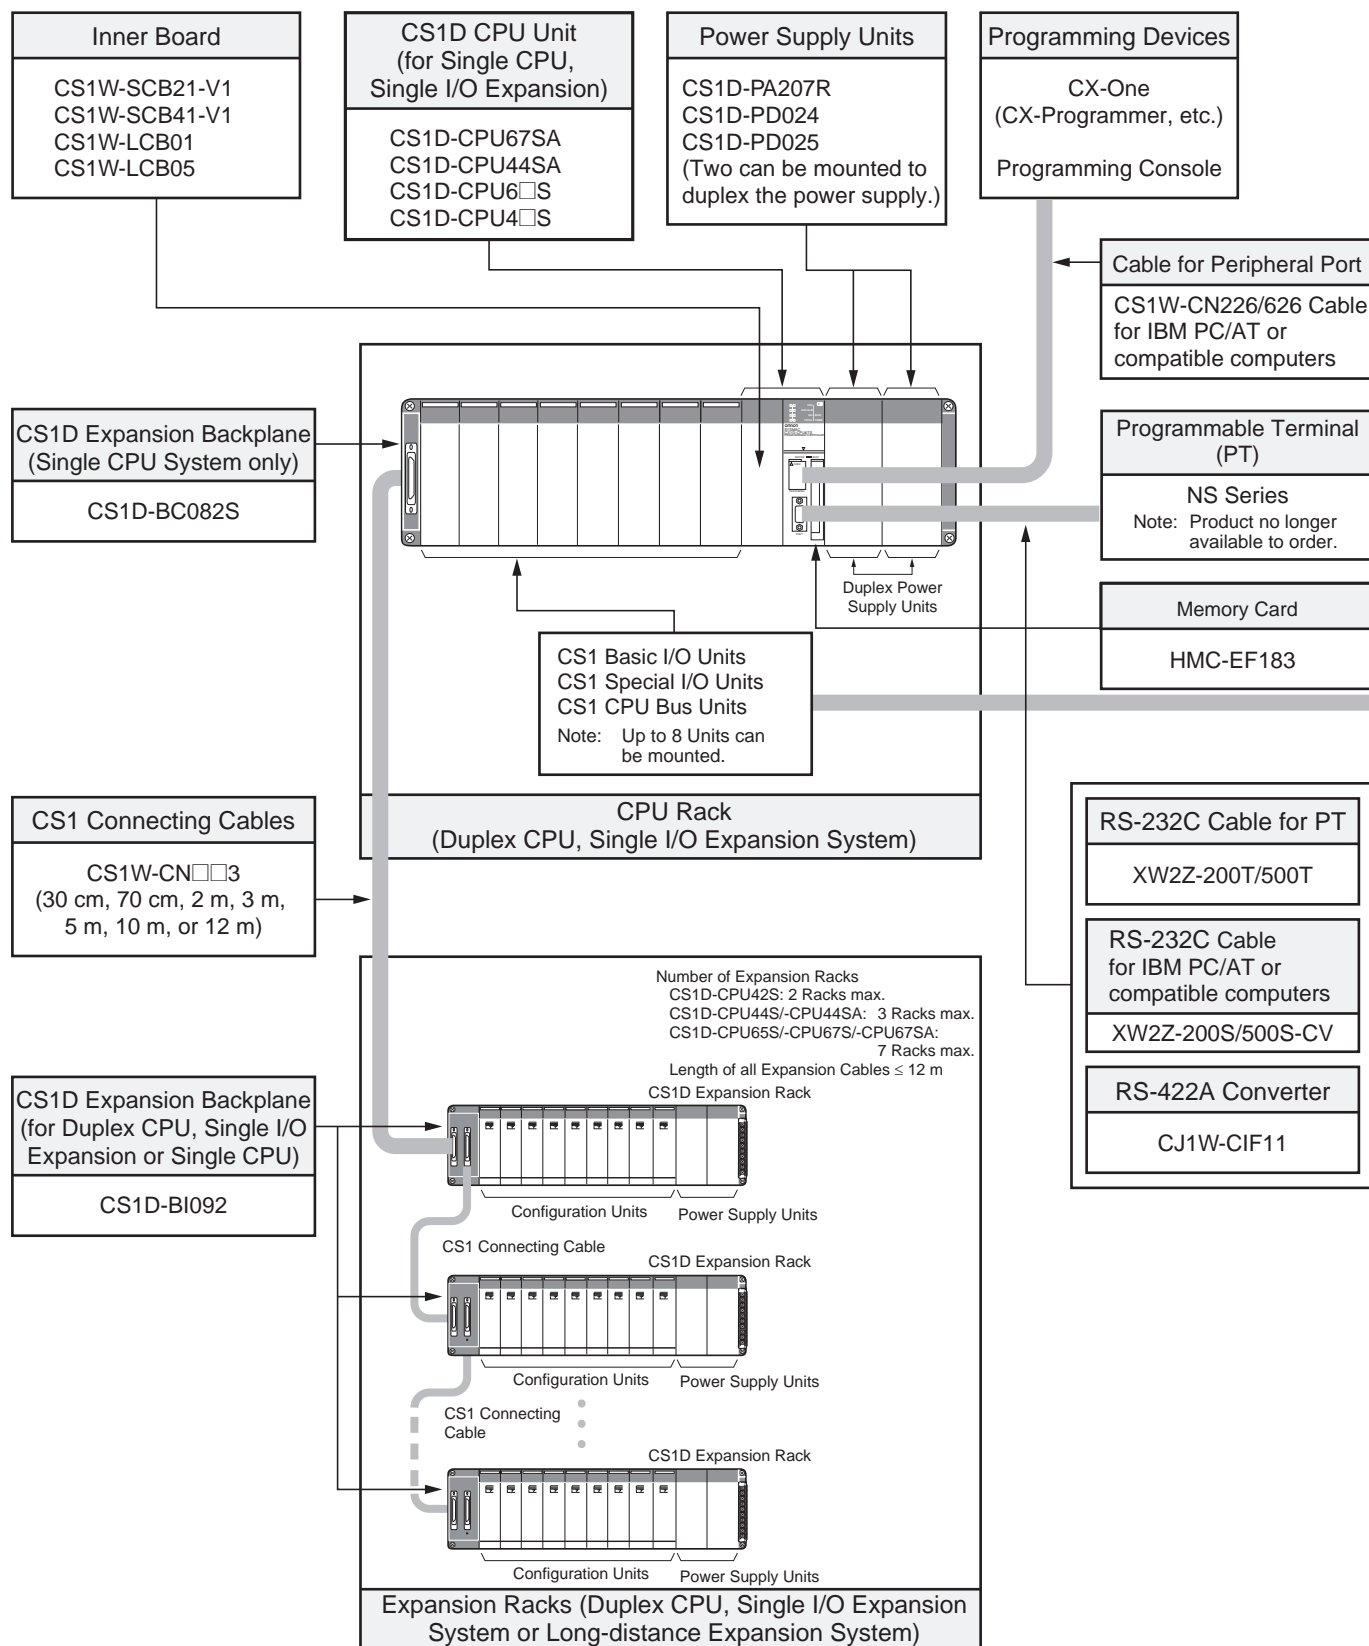 Inner Board
CS1W-SCB21-V1
CS1W-SCB41-V1
CS1W-LCB01
CS1W-LCB05
CS1D CPU Unit
(for Single CPU,
Single I/O Expansion)
CS1D-CPU67SA
CS1D-CPU44SA
CS1D-CPU6□S
CS1D-CPU4□S
Power Supply Units
CS1D-PA207R
CS1D-PD024
CS1D-PD025
(Two can be mounted to
duplex the power supply.)
Programming Devices
CX-One
(CX-Programmer, etc.)
Programming Console
Cable for Peripheral Port
CS1W-CN226/626 Cable
for IBM PC/AT or
compatible computers
CS1D Expansion Backplane
(Single CPU System only)
CS1D-BC082S
Programmable Terminal
(PT)
NS Series
Note: Product no longer
available to order.
Duplex Power
Supply Units
Memory Card
HMC-EF183
CS1 Basic I/O Units
CS1 Special I/O Units
CS1 CPU Bus Units
Note: Up to 8 Units can
be mounted.
CPU Rack
(Duplex CPU, Single I/O Expansion System)
CS1 Connecting Cables
CS1W-CN□□3
(30 cm, 70 cm, 2 m, 3 m,
5 m, 10 m, or 12 m)
RS-232C Cable for PT
XW2Z-200T/500T
RS-232C Cable
for IBM PC/AT or
compatible computers
XW2Z-200S/500S-CV
RS-422A Converter
CJ1W-CIF11
Number of Expansion Racks
CS1D-CPU42S: 2 Racks max.
CS1D-CPU44S/-CPU44SA: 3 Racks max.
CS1D-CPU65S/-CPU67S/-CPU67SA:
7 Racks max.
Length of all Expansion Cables ≤ 12 m
CS1D Expansion Rack
CS1D Expansion Backplane
(for Duplex CPU, Single I/O
Expansion or Single CPU)
CS1D-BI092
Configuration Units Power Supply Units
CS1 Connecting Cable
CS1D Expansion Rack
Configuration Units Power Supply Units
CS1 Connecting
Cable
CS1D Expansion Rack
Configuration Units Power Supply Units
Expansion Racks (Duplex CPU, Single I/O Expansion
System or Long-distance Expansion System)